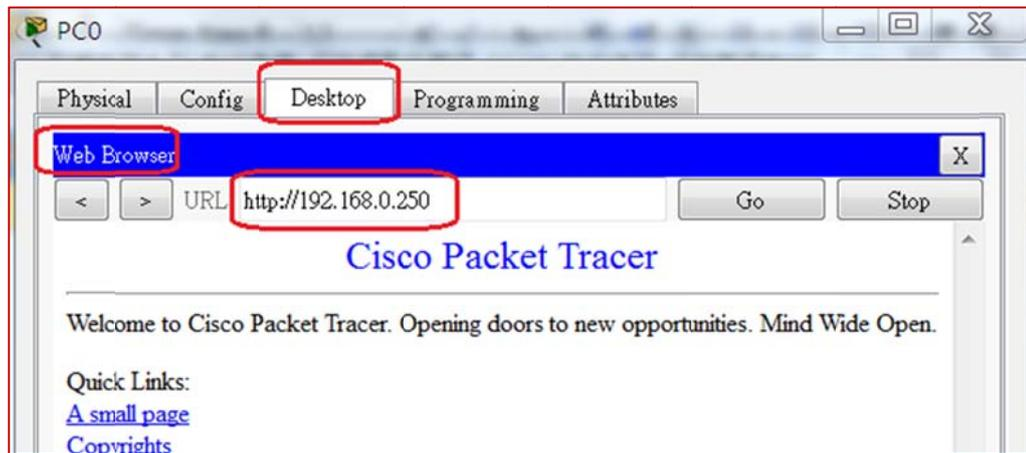 PC0
Physical Config Desktop Programming Attributes
Web Browser X
< > URL http://192.168.0.250 Go Stop
Cisco Packet Tracer
Welcome to Cisco Packet Tracer. Opening doors to new opportunities. Mind Wide Open.
Quick Links:
A small page
Copyrights